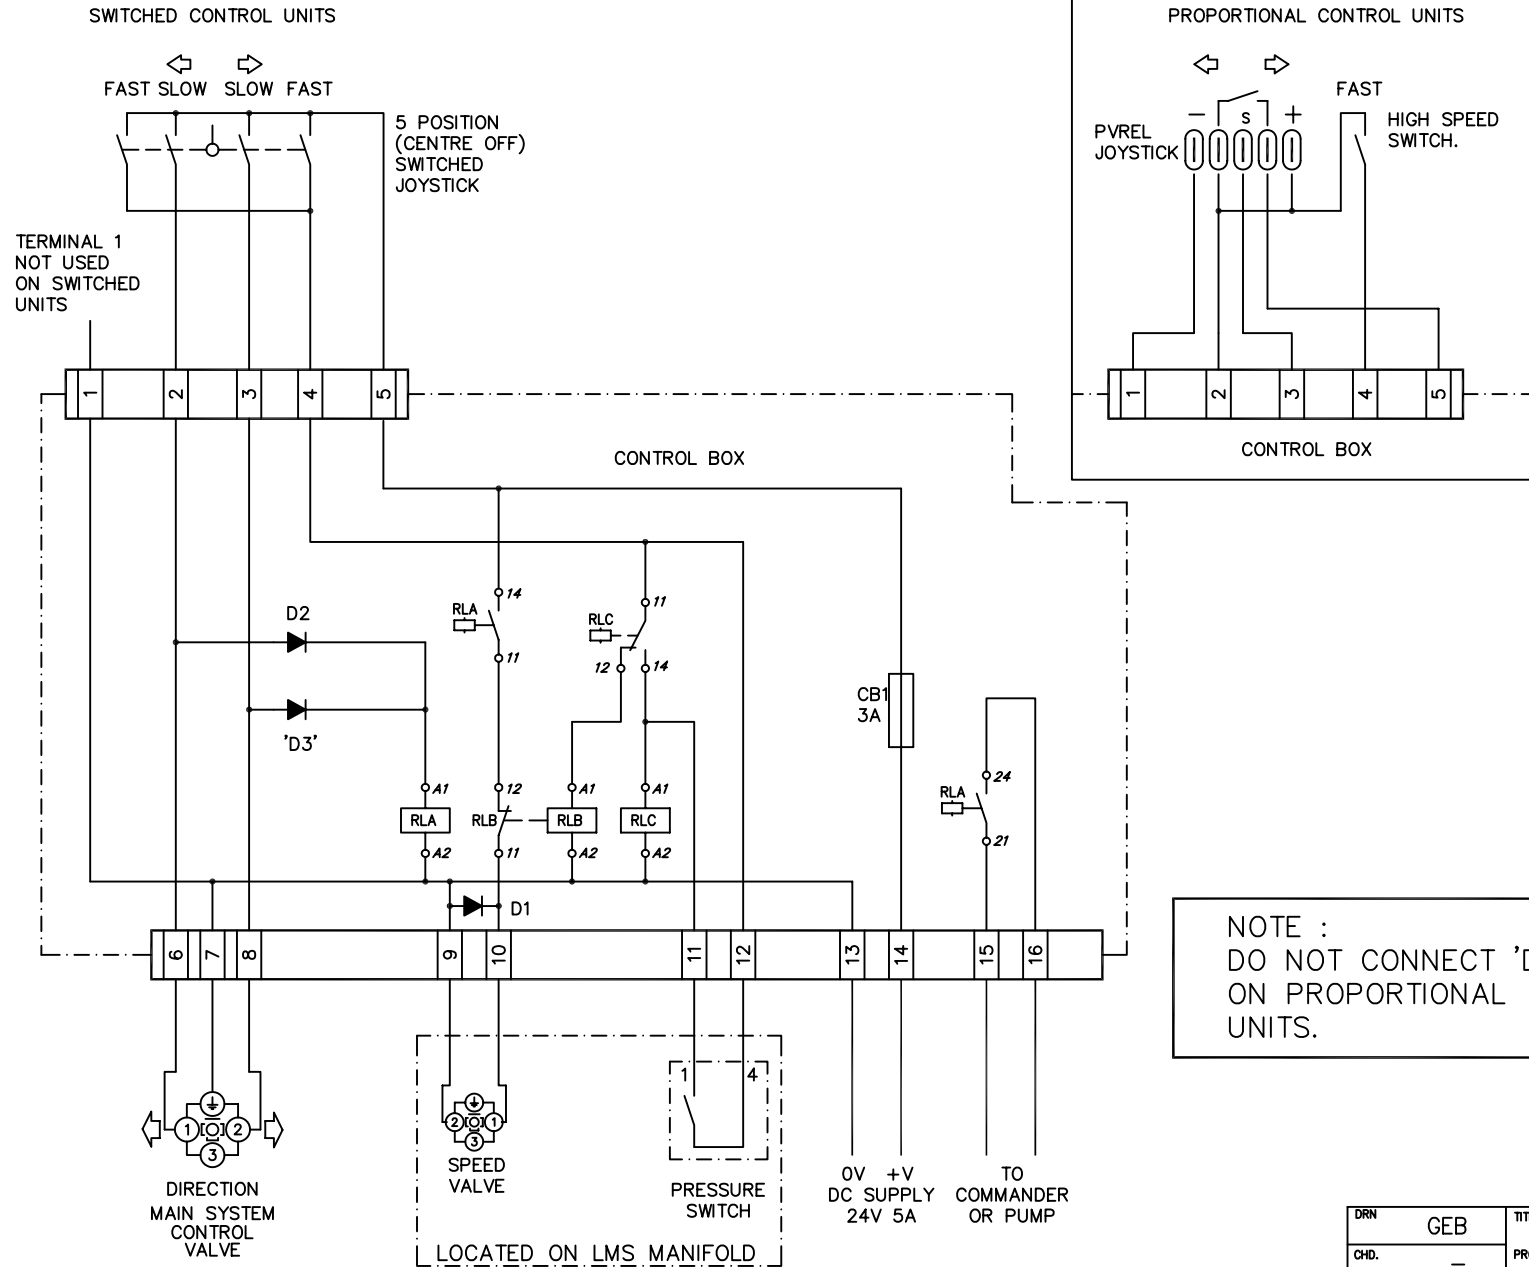 SWITCHED CONTROL UNITS
FAST SLOW SLOW FAST
5 POSITION
(CENTRE OFF)
SWITCHED
JOYSTICK
TERMINAL 1
NOT USED
ON SWITCHED
UNITS
1 2 3 4 5
PROPORTIONAL CONTROL UNITS
FAST
− s +
PVREL
JOYSTICK
HIGH SPEED
SWITCH.
1 2 3 4 5
CONTROL BOX
CONTROL BOX
D2
'D3'
RLA
14
11
RLC
11
12 14
CB1
3A
A1
RLA
A2
12
RLB
11
A1
RLB
A2
A1
RLC
A2
24
RLA
21
D1
6 7 8 9 10 11 12 13 14 15 16
NOTE :
DO NOT CONNECT 'D
ON PROPORTIONAL
UNITS.
1 2
3
DIRECTION
MAIN SYSTEM
CONTROL
VALVE
2 1
3
SPEED
VALVE
1 4
PRESSURE
SWITCH
LOCATED ON LMS MANIFOLD
0V +V
DC SUPPLY
24V 5A
TO
COMMANDER
OR PUMP
DRN
GEB
TIT
CHD.
–
PR